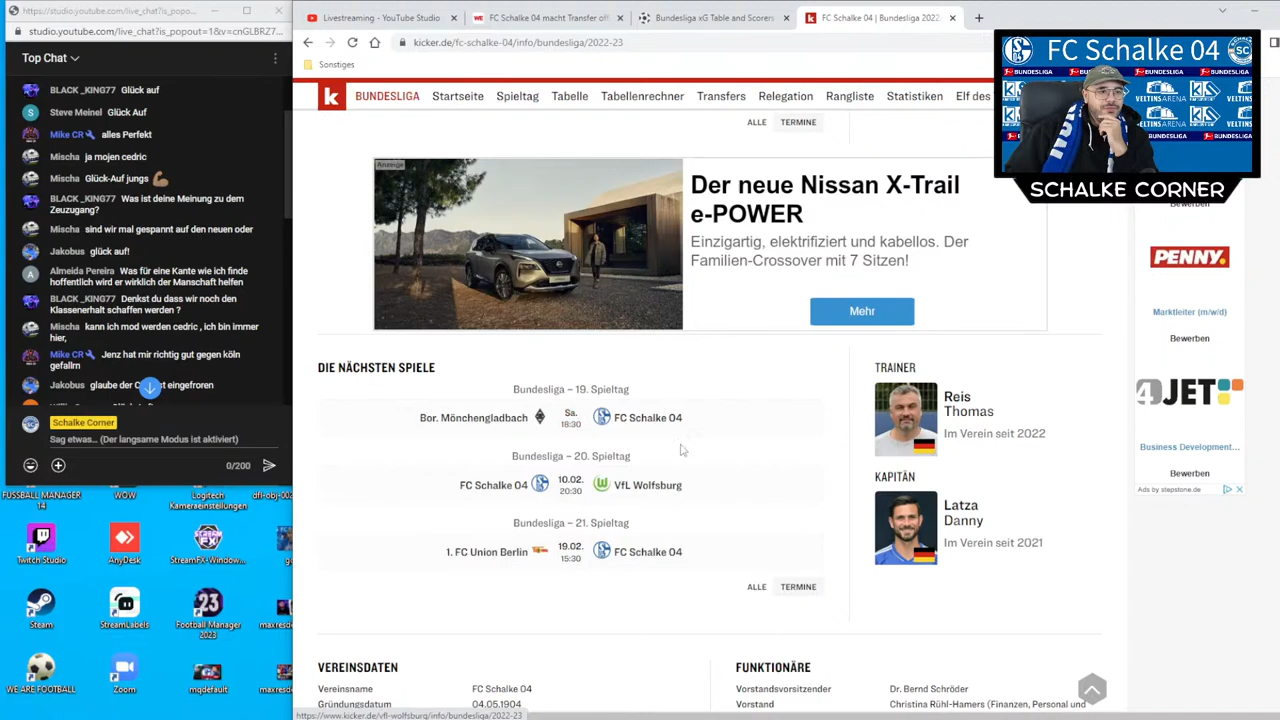 https://studio.youtube.com/live_chat?is_popo...
studio.youtube.com/live_chat?is_popout=1&v=cnGLBRZ7...
Top Chat
BLACK_KING77 Glück auf
S Steve Meinel Glück Auf
Mike CR alles Perfekt
Mischa ja mojen cedric
Mischa Glück-Auf jungs
BLACK_KING77 Was ist deine Meinung zu dem
Zeuzugang?
Mischa sind wir mal gespannt auf den neuen oder
Jakobus glück auf!
A Almeida Pereira Was für eine Kante wie ich finde
hoffentlich wird er wirklich der Manschaft helfen
BLACK_KING77 Denkst du dass wir noch den
Klassenerhalt schaffen werden ?
Mischa kann ich mod werden cedric , ich bin immer
hier,
Mike CR Jenz hat mir richtig gut gegen köln
gefallrn
Jakobus glaube der eingefroren
Schalke Corner
Sag etwas... (Der langsame Modus ist aktiviert)
0/200
FUSSBALL MANAGER
14
WOW
Logitech
Kameraeinstellungen
dfl-obj-002
Twitch Studio
AnyDesk
StreamFX+Window...
Steam
StreamLabels
23
Football Manager
2023
maxres
WE ARE FOOTBALL
Zoom
mqdefault
maxres
Livestreaming - YouTube Studio
WE FC Schalke 04 macht Transfer off
Bundesliga xG Table and Scorers
k FC Schalke 04 | Bundesliga 2022
kicker.de/fc-schalke-04/info/bundesliga/2022-23
Sonstiges
k BUNDESLIGA Startseite Spieltag Tabelle Tabellenrechner Transfers Relegation Rangliste Statistiken Elf des
ALLE TERMINE
FC Schalke 04
BUNDESLIGA
VELTINS
ARENA
BUNDESLIGA
SCHALKE CORNER
Anzeige
Der neue Nissan X-Trail
e-POWER
Einzigartig, elektrifiziert und kabellos. Der
Familien-Crossover mit 7 Sitzen!
Mehr
Bewerben
PENNY.
Marktleiter (m/w/d)
Bewerben
4JET
Business Development...
Bewerben
Ads by stepstone.de
DIE NÄCHSTEN SPIELE
Bundesliga – 19. Spieltag
Bor. Mönchengladbach Sa. 18:30 FC Schalke 04
Bundesliga – 20. Spieltag
FC Schalke 04 10.02. 20:30 VfL Wolfsburg
Bundesliga – 21. Spieltag
1. FC Union Berlin 19.02. 15:30 FC Schalke 04
ALLE TERMINE
TRAINER
Reis
Thomas
Im Verein seit 2022
KAPITÄN
Latza
Danny
Im Verein seit 2021
VEREINSDATEN
Vereinsname FC Schalke 04
Gründungsdatum 04.05.1904
FUNKTIONÄRE
Vorstandsvorsitzender Dr. Bernd Schröder
Vorstand Christina Rühl-Hamers (Finanzen, Personal und
https://www.kicker.de/vfl-wolfsburg/info/bundesliga/2022-23